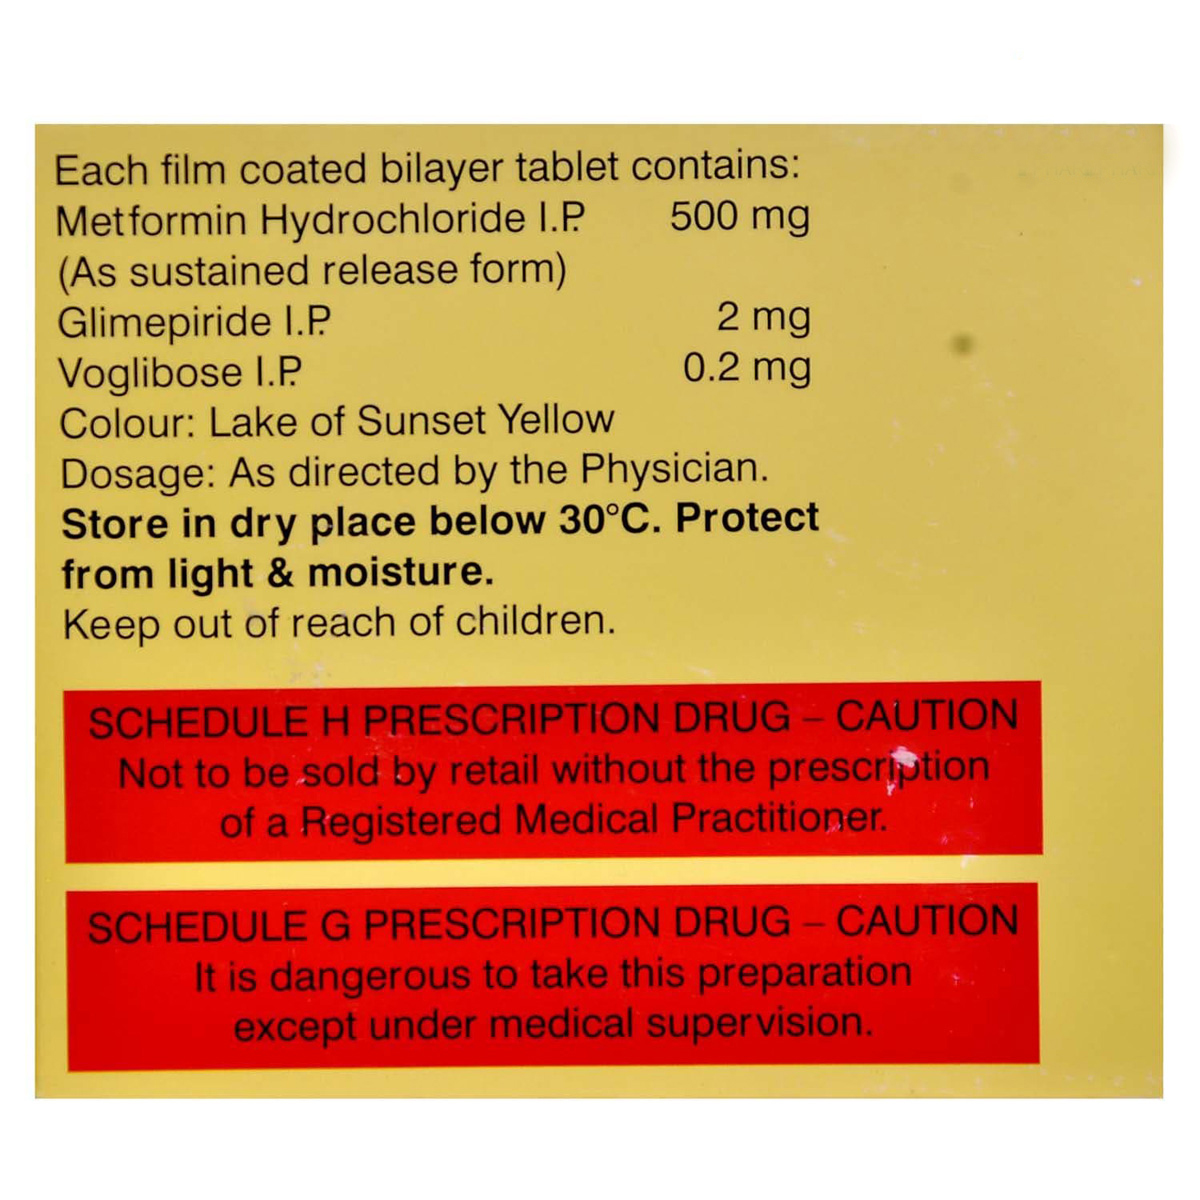 Each film coated bilayer tablet contains:
Metformin Hydrochloride I.P. 500 mg
(As sustained release form)
Glimepiride I.P. 2 mg
Voglibose I.P. 0.2 mg
Colour: Lake of Sunset Yellow
Dosage: As directed by the Physician.
Store in dry place below 30°C. Protect
from light & moisture.
Keep out of reach of children.
SCHEDULE H PRESCRIPTION DRUG – CAUTION
Not to be sold by retail without the prescription
of a Registered Medical Practitioner.
SCHEDULE G PRESCRIPTION DRUG – CAUTION
It is dangerous to take this preparation
except under medical supervision.